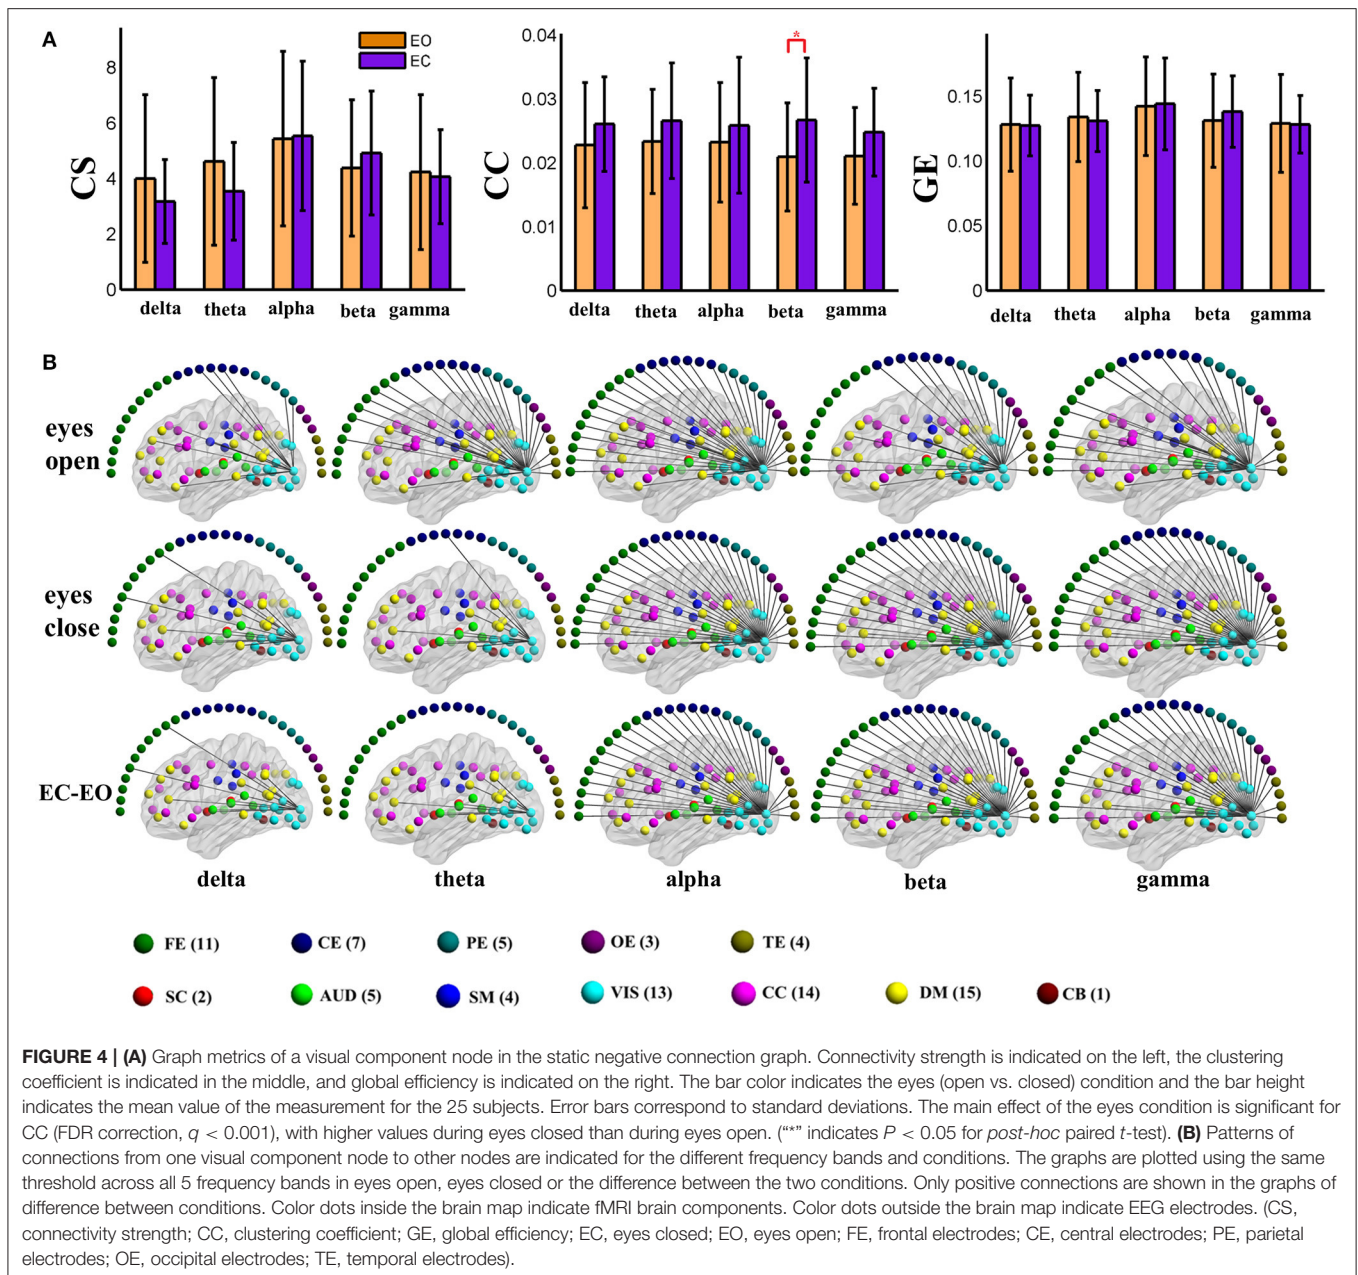 A
CS
0
2
4
6
8
delta theta alpha beta gamma
EO
EC
CC
0
0.01
0.02
0.03
0.04
*
delta theta alpha beta gamma
GE
0
0.05
0.10
0.15
delta theta alpha beta gamma
B
eyes
open
eyes
close
EC-EO
delta theta alpha beta gamma
FE (11) CE (7) PE (5) OE (3) TE (4)
SC (2) AUD (5) SM (4) VIS (13) CC (14) DM (15) CB (1)
FIGURE 4 | (A) Graph metrics of a visual component node in the static negative connection graph. Connectivity strength is indicated on the left, the clustering
coefficient is indicated in the middle, and global efficiency is indicated on the right. The bar color indicates the eyes (open vs. closed) condition and the bar height
indicates the mean value of the measurement for the 25 subjects. Error bars correspond to standard deviations. The main effect of the eyes condition is significant for
CC (FDR correction, q < 0.001), with higher values during eyes closed than during eyes open. (“*” indicates P < 0.05 for post-hoc paired t-test). (B) Patterns of
connections from one visual component node to other nodes are indicated for the different frequency bands and conditions. The graphs are plotted using the same
threshold across all 5 frequency bands in eyes open, eyes closed or the difference between the two conditions. Only positive connections are shown in the graphs of
difference between conditions. Color dots inside the brain map indicate fMRI brain components. Color dots outside the brain map indicate EEG electrodes. (CS,
connectivity strength; CC, clustering coefficient; GE, global efficiency; EC, eyes closed; EO, eyes open; FE, frontal electrodes; CE, central electrodes; PE, parietal
electrodes; OE, occipital electrodes; TE, temporal electrodes).